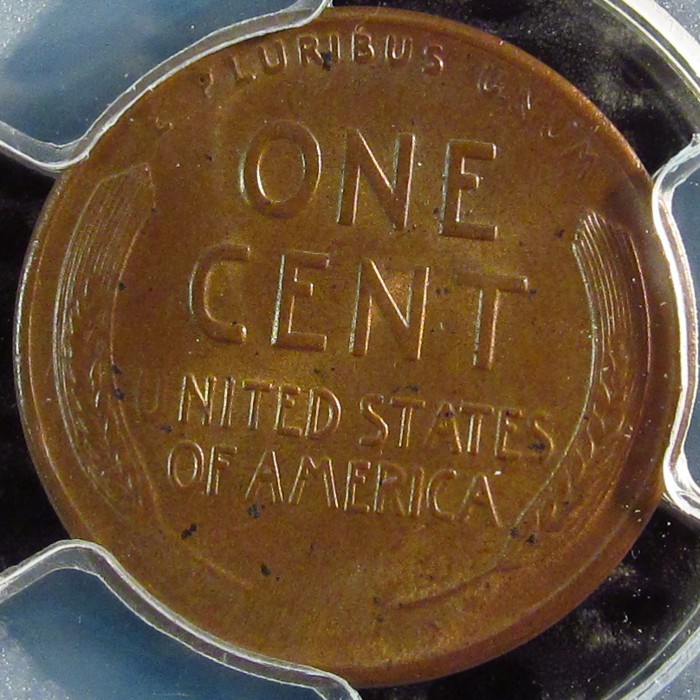 E PLURIBUS UNUM
ONE
CENT
UNITED STATES
OF AMERICA